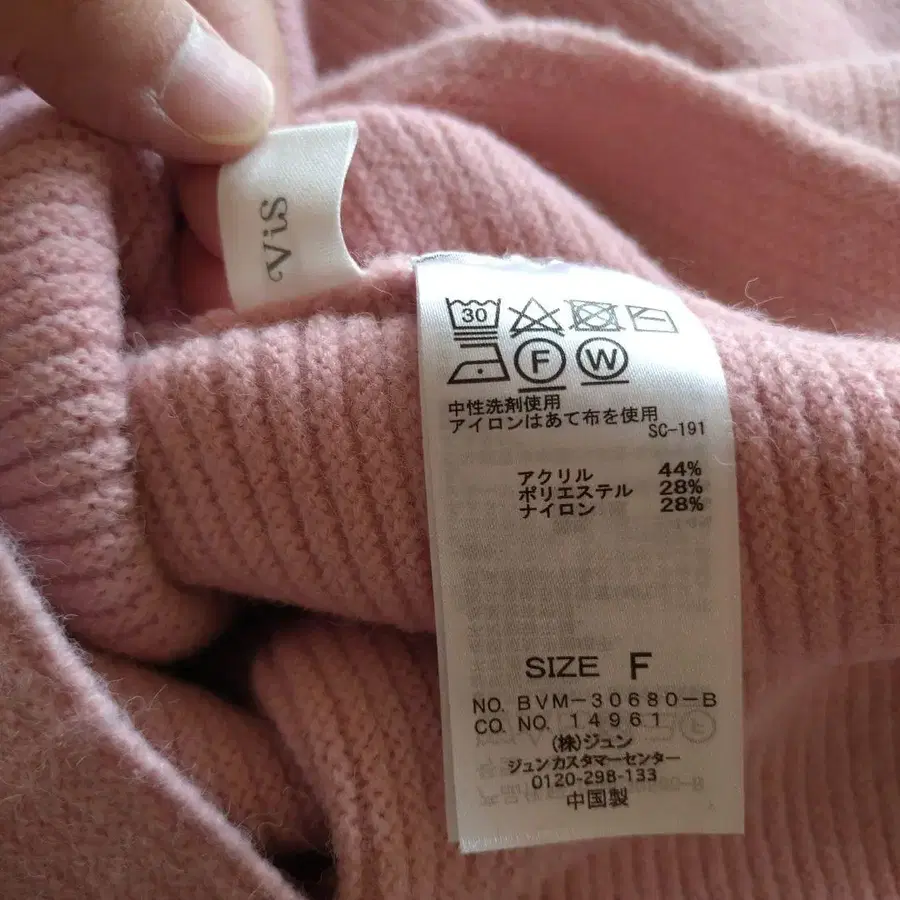 ViS
30
F W
中性洗剤使用
アイロンはあて布を使用
SC-191
アクリル 44%
ポリエステル 28%
ナイロン 28%
SIZE F
NO. BVM-30680-B
CO. NO. 14961
(株)ジュン
ジュンカスタマーセンター
0120-298-133
中国製